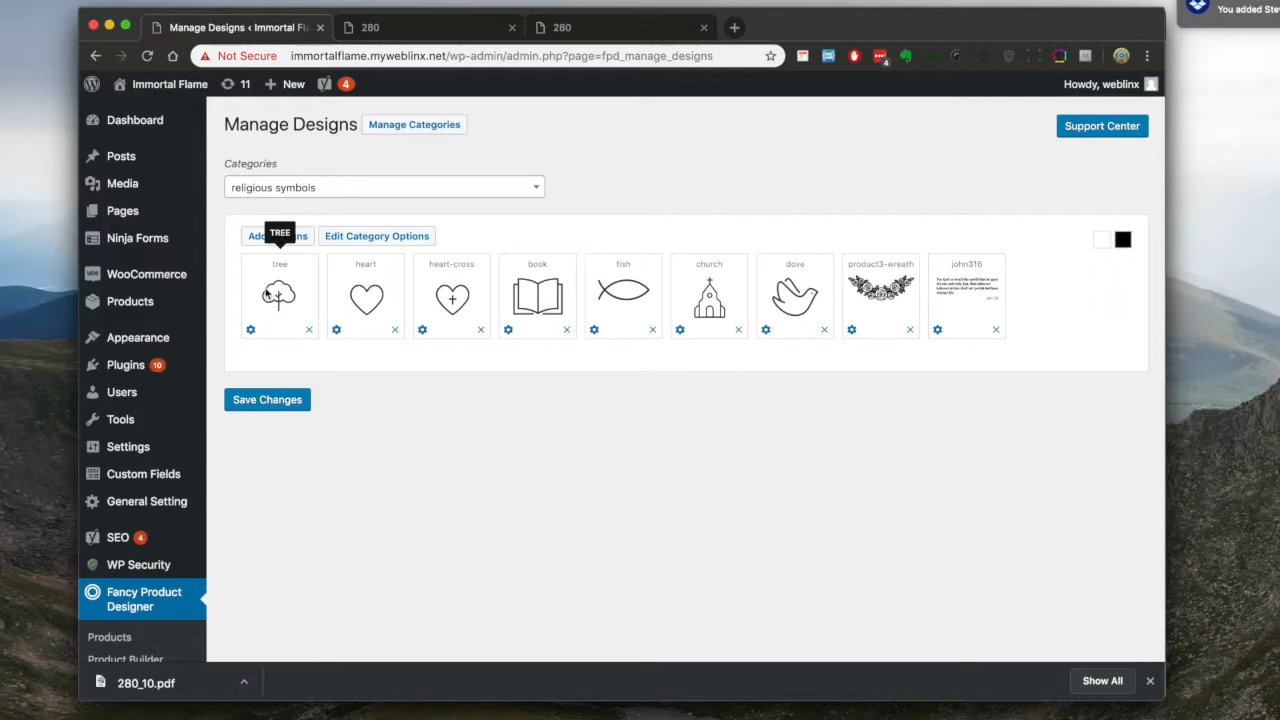 You added Ste
Manage Designs ‹ Immortal Fl
280
280
Not Secure immortalflame.myweblinx.net/wp-admin/admin.php?page=fpd_manage_designs
4
Immortal Flame 11 New 4
Howdy, weblinx
Dashboard
Posts
Media
Pages
Ninja Forms
WooCommerce
Products
Appearance
Plugins 10
Users
Tools
Settings
Custom Fields
General Setting
SEO 4
WP Security
Fancy Product
Designer
Products
Product Builder
Manage Designs Manage Categories
Support Center
Categories
religious symbols
TREE
Edit Category Options
tree heart heart-cross book fish church dove product3-wreath john316
Save Changes
280_10.pdf
Show All